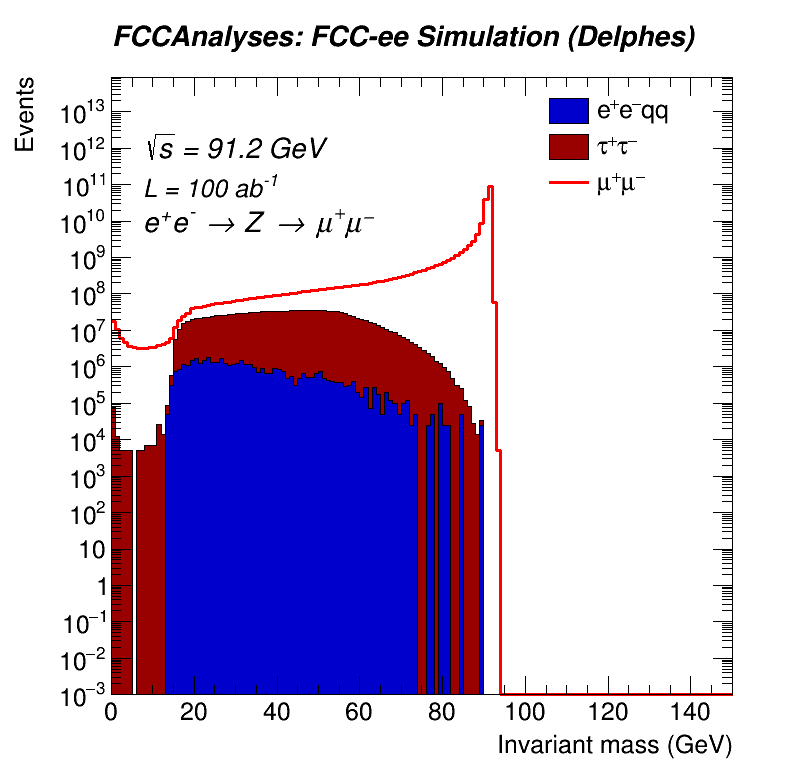 FCCAnalyses: FCC-ee Simulation (Delphes)
Events
√s = 91.2 GeV
L = 100 ab⁻¹
e⁺e⁻ → Z → μ⁺μ⁻
e⁺e⁻qq
τ⁺τ⁻
μ⁺μ⁻
10¹³
10¹²
10¹¹
10¹⁰
10⁹
10⁸
10⁷
10⁶
10⁵
10⁴
10³
10²
10
1
10⁻¹
10⁻²
10⁻³
0 20 40 60 80 100 120 140
Invariant mass (GeV)